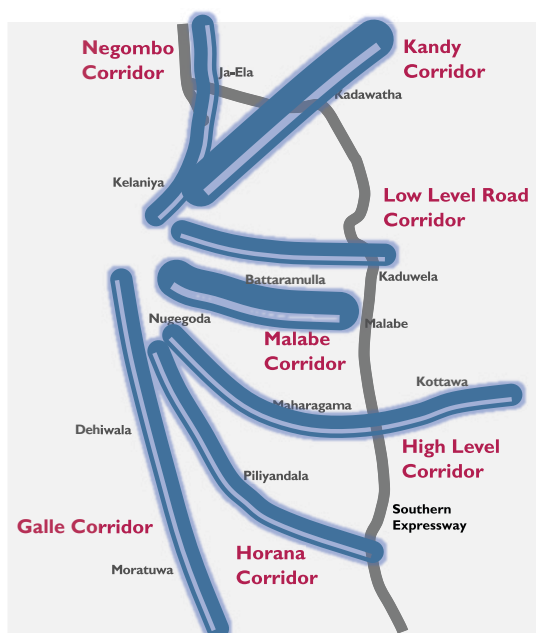 Negombo
Corridor
Kandy
Corridor
Ja-Ela
Kadawatha
Kelaniya
Low Level Road
Corridor
Battaramulla
Kaduwela
Nugegoda
Malabe
Malabe
Corridor
Kottawa
Maharagama
Dehiwala
High Level
Corridor
Piliyandala
Southern
Expressway
Galle Corridor
Horana
Corridor
Moratuwa